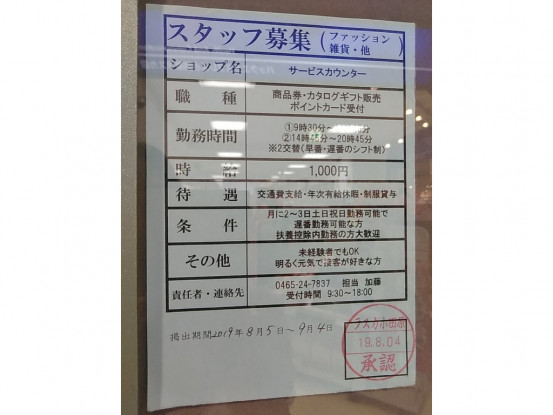 スタッフ募集(ファッション雑貨・他)
ショップ名 サービスカウンター
職種 商品券・カタログギフト販売
ポイントカード受付
勤務時間 ①9時30分～
②14時45分～20時45分
※2交替(早番・遅番のシフト制)
時給 1,000円
待遇 交通費支給・年次有給休暇・制服貸与
条件 月に2～3日土日祝日勤務可能で
遅番勤務可能な方
扶養控除内勤務の方大歓迎
その他 未経験者でもOK
明るく元気で接客が好きな方
責任者・連絡先 0465-24-7837 担当 加藤
受付時間 9:30～18:00
掲出期間2019年8月5日～9月4日
ラスカ小田原
19.8.04
承認